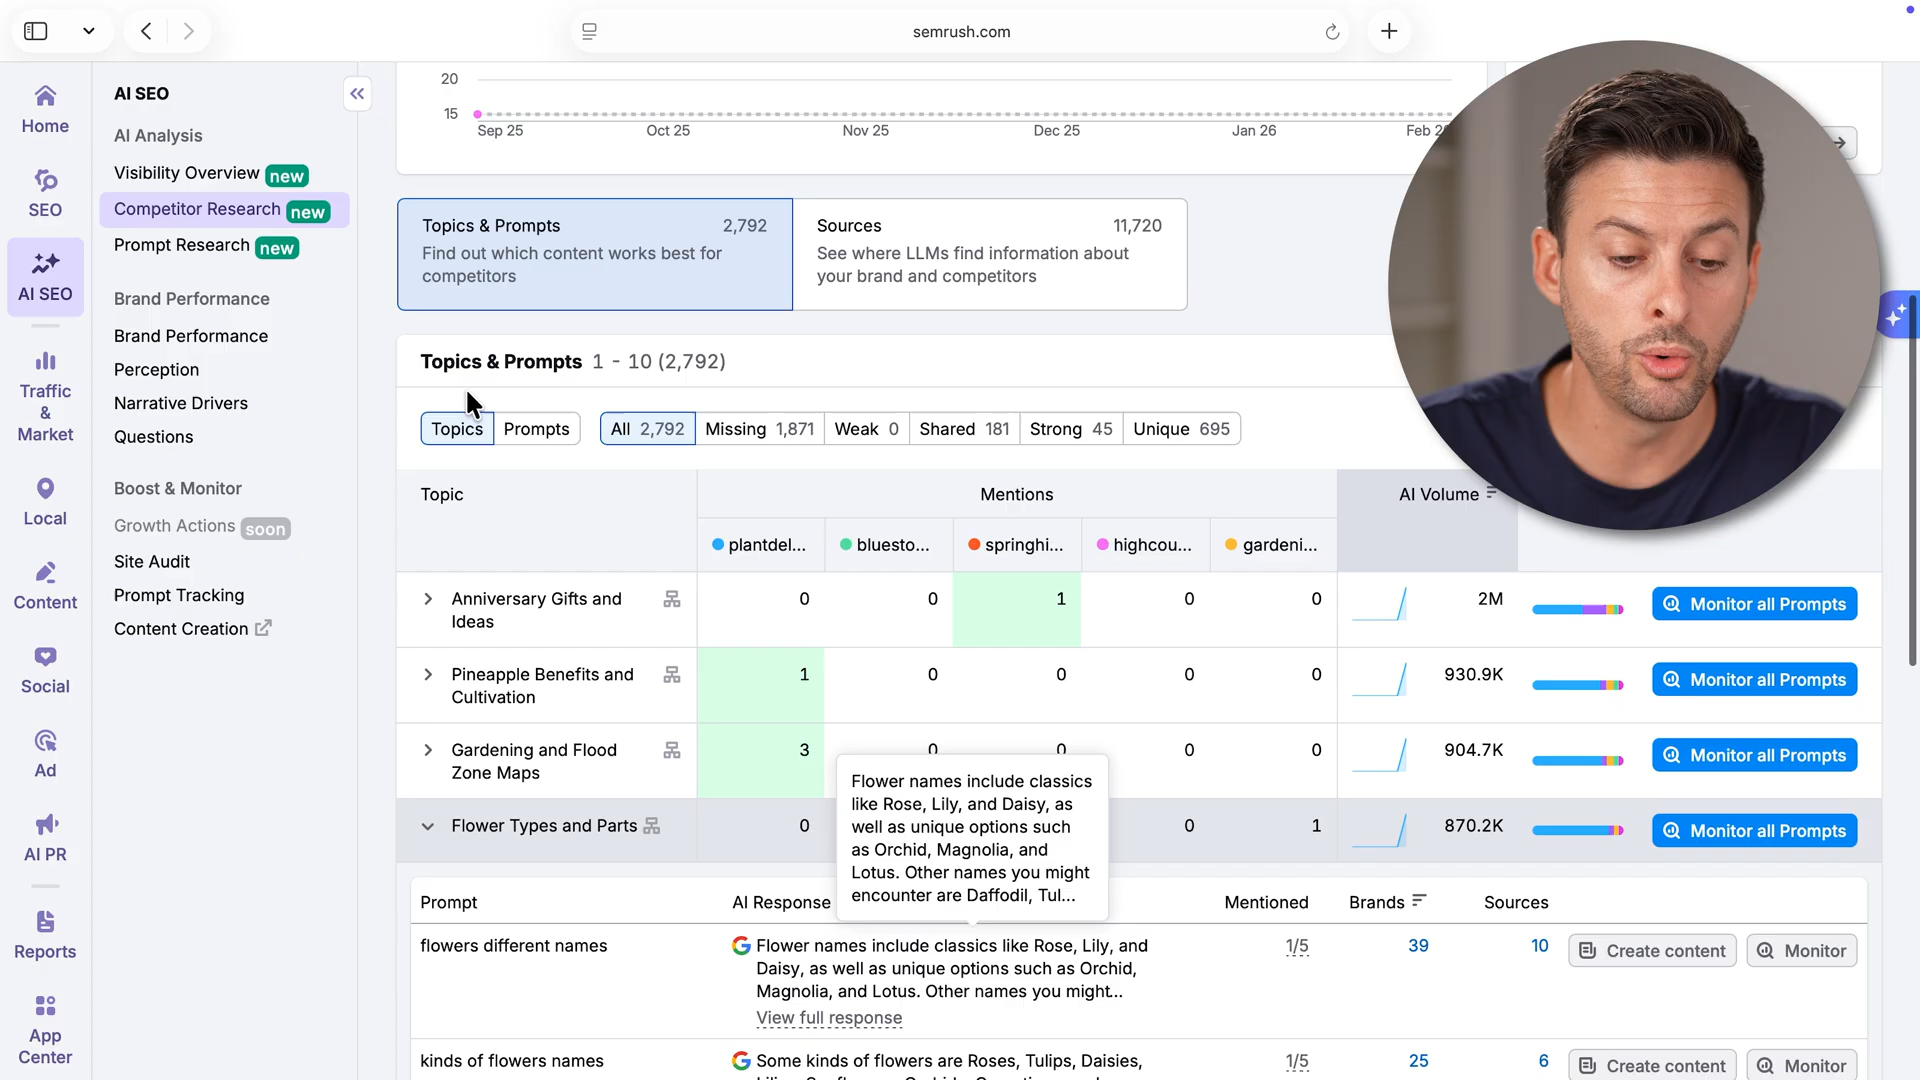 semrush.com
Home
SEO
AI SEO
Traffic
&
Market
Local
Content
Social
Ad
AI PR
Reports
App
Center
AI SEO
AI Analysis
Visibility Overview new
Competitor Research new
Prompt Research new
Brand Performance
Brand Performance
Perception
Narrative Drivers
Questions
Boost & Monitor
Growth Actions soon
Site Audit
Prompt Tracking
Content Creation
20
15
Sep 25 Oct 25 Nov 25 Dec 25 Jan 26
Topics & Prompts 2,792
Find out which content works best for
competitors
Sources 11,720
See where LLMs find information about
your brand and competitors
Topics & Prompts 1 - 10 (2,792)
Topics Prompts All 2,792 Missing 1,871 Weak 0 Shared 181 Strong 45 Unique 695
Topic Mentions AI Volume
plantdel... bluesto... springhi... highcou... gardeni...
Anniversary Gifts and
Ideas
0 0 1 0 0 2M Monitor all Prompts
Pineapple Benefits and
Cultivation
1 0 0 0 0 930.9K Monitor all Prompts
Gardening and Flood
Zone Maps
3 0 0 0 0 904.7K Monitor all Prompts
Flower Types and Parts 0 0 1 870.2K Monitor all Prompts
Flower names include classics
like Rose, Lily, and Daisy, as
well as unique options such
as Orchid, Magnolia, and
Lotus. Other names you might
encounter are Daffodil, Tul...
Prompt AI Response Mentioned Brands Sources
flowers different names
Flower names include classics like Rose, Lily, and
Daisy, as well as unique options such as Orchid,
Magnolia, and Lotus. Other names you might...
View full response
1/5 39 10 Create content Monitor
kinds of flowers names
Some kinds of flowers are Roses, Tulips, Daisies,
1/5 25 6 Create content Monitor